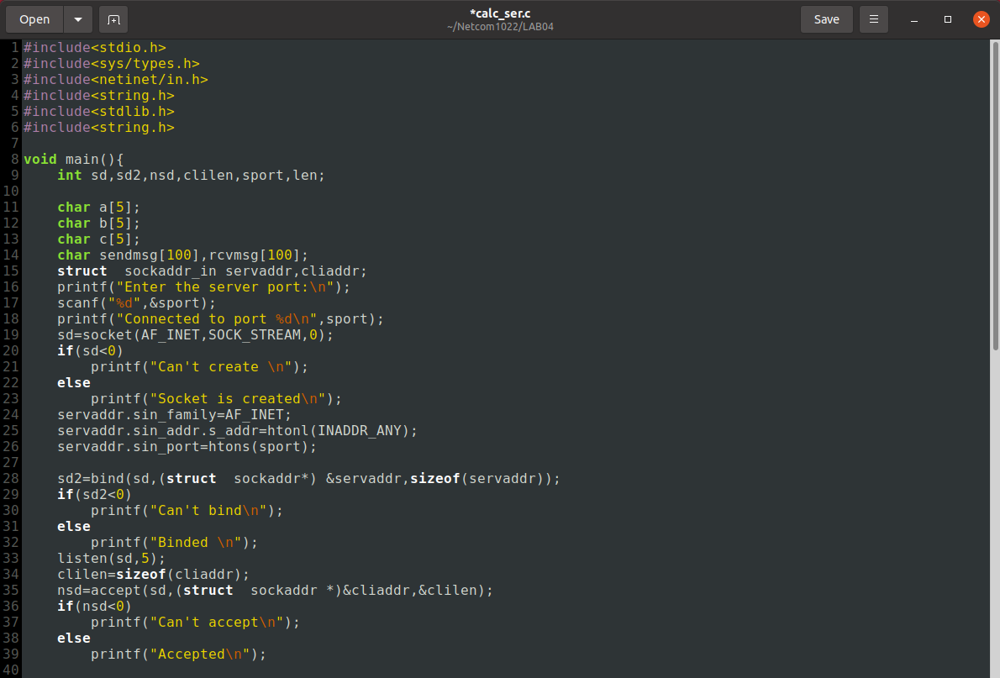 Open
*calc_ser.c
~/Netcom1022/LAB04
Save
1 #include<stdio.h>
2 #include<sys/types.h>
3 #include<netinet/in.h>
4 #include<string.h>
5 #include<stdlib.h>
6 #include<string.h>
7
8 void main(){
9     int sd,sd2,nsd,clilen,sport,len;
10
11     char a[5];
12     char b[5];
13     char c[5];
14     char sendmsg[100],rcvmsg[100];
15     struct  sockaddr_in servaddr,cliaddr;
16     printf("Enter the server port:\n");
17     scanf("%d",&sport);
18     printf("Connected to port %d\n",sport);
19     sd=socket(AF_INET,SOCK_STREAM,0);
20     if(sd<0)
21         printf("Can't create \n");
22     else
23         printf("Socket is created\n");
24     servaddr.sin_family=AF_INET;
25     servaddr.sin_addr.s_addr=htonl(INADDR_ANY);
26     servaddr.sin_port=htons(sport);
27
28     sd2=bind(sd,(struct  sockaddr*) &servaddr,sizeof(servaddr));
29     if(sd2<0)
30         printf("Can't bind\n");
31     else
32         printf("Binded \n");
33     listen(sd,5);
34     clilen=sizeof(cliaddr);
35     nsd=accept(sd,(struct  sockaddr *)&cliaddr,&clilen);
36     if(nsd<0)
37         printf("Can't accept\n");
38     else
39         printf("Accepted\n");
40